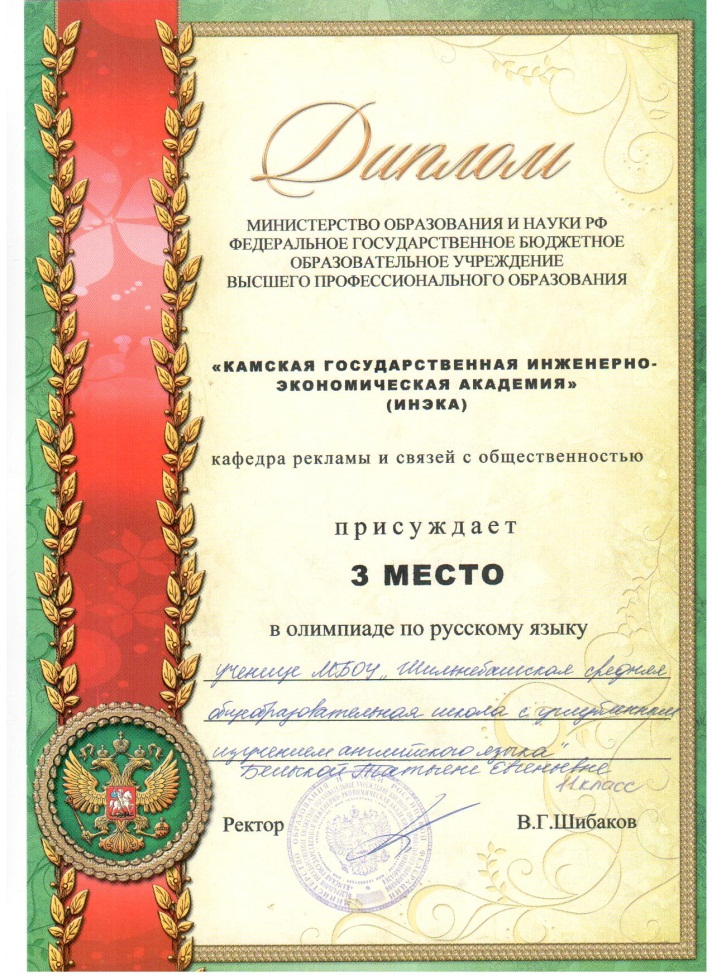 Диплом
МИНИСТЕРСТВО ОБРАЗОВАНИЯ И НАУКИ РФ
ФЕДЕРАЛЬНОЕ ГОСУДАРСТВЕННОЕ БЮДЖЕТНОЕ
ОБРАЗОВАТЕЛЬНОЕ УЧРЕЖДЕНИЕ
ВЫСШЕГО ПРОФЕССИОНАЛЬНОГО ОБРАЗОВАНИЯ
«КАМСКАЯ ГОСУДАРСТВЕННАЯ ИНЖЕНЕРНО-
ЭКОНОМИЧЕСКАЯ АКАДЕМИЯ»
(ИНЭКА)
кафедра рекламы и связей с общественностью
присуждает
3 МЕСТО
в олимпиаде по русскому языку
ученице МБОУ „Шильнебашская средняя
общеобразовательная школа с углубленным
изучением английского языка"
Бельской Татьяне Евгеньевне
11 класс
Ректор В.Г.Шибаков